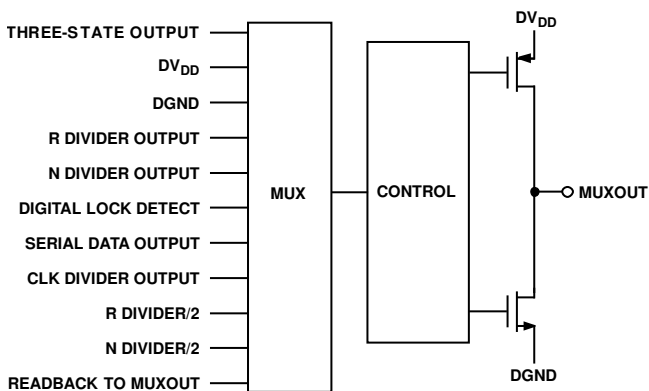 THREE-STATE OUTPUT
DVDD
DGND
R DIVIDER OUTPUT
N DIVIDER OUTPUT
DIGITAL LOCK DETECT
SERIAL DATA OUTPUT
CLK DIVIDER OUTPUT
R DIVIDER/2
N DIVIDER/2
READBACK TO MUXOUT
MUX
CONTROL
DVDD
MUXOUT
DGND